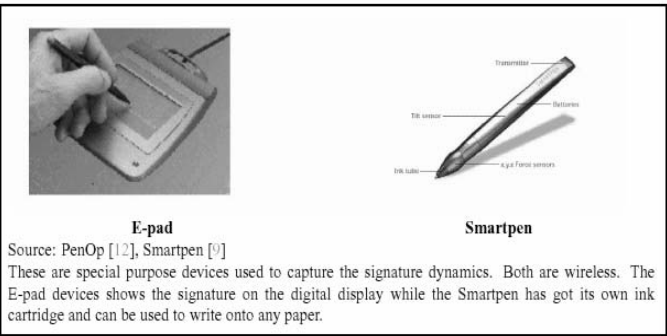 Transmitter
Batteries
Tilt sensor
x,y,z Force sensors
Ink tube
E-pad
Smartpen
Source: PenOp [12], Smartpen [9]
These are special purpose devices used to capture the signature dynamics. Both are wireless. The
E-pad devices shows the signature on the digital display while the Smartpen has got its own ink
cartridge and can be used to write onto any paper.